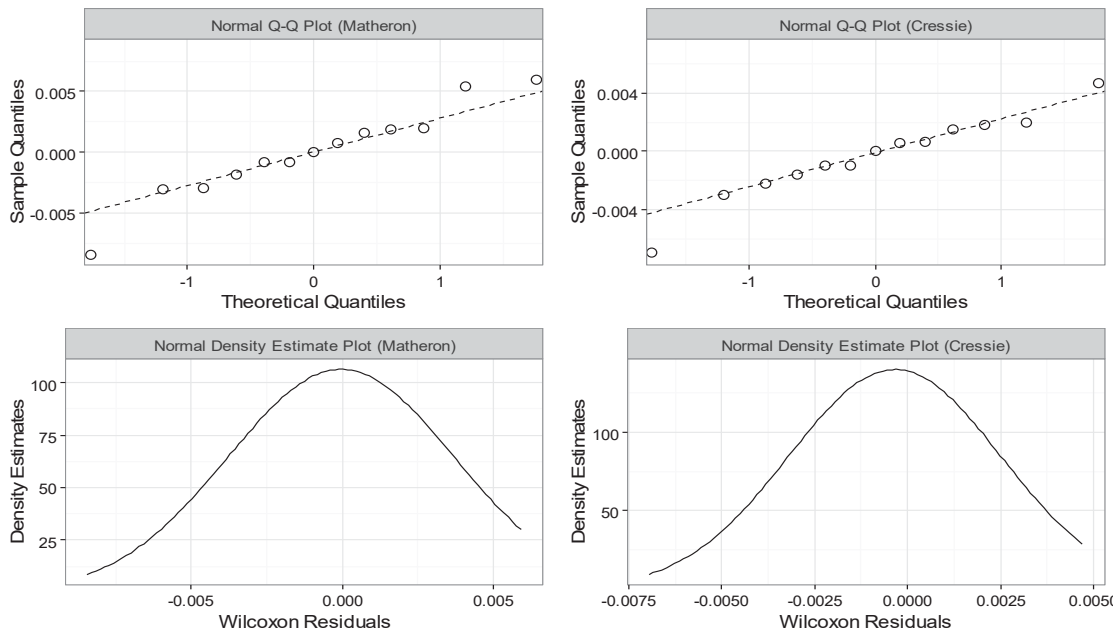 Normal Q-Q Plot (Matheron)
Sample Quantiles
0.005
0.000
-0.005
-1
0
1
Theoretical Quantiles
Normal Q-Q Plot (Cressie)
Sample Quantiles
0.004
0.000
-0.004
-1
0
1
Theoretical Quantiles
Normal Density Estimate Plot (Matheron)
Density Estimates
100
75
50
25
-0.005
0.000
0.005
Wilcoxon Residuals
Normal Density Estimate Plot (Cressie)
Density Estimates
100
50
-0.0075
-0.0050
-0.0025
0.0000
0.0025
0.0050
Wilcoxon Residuals